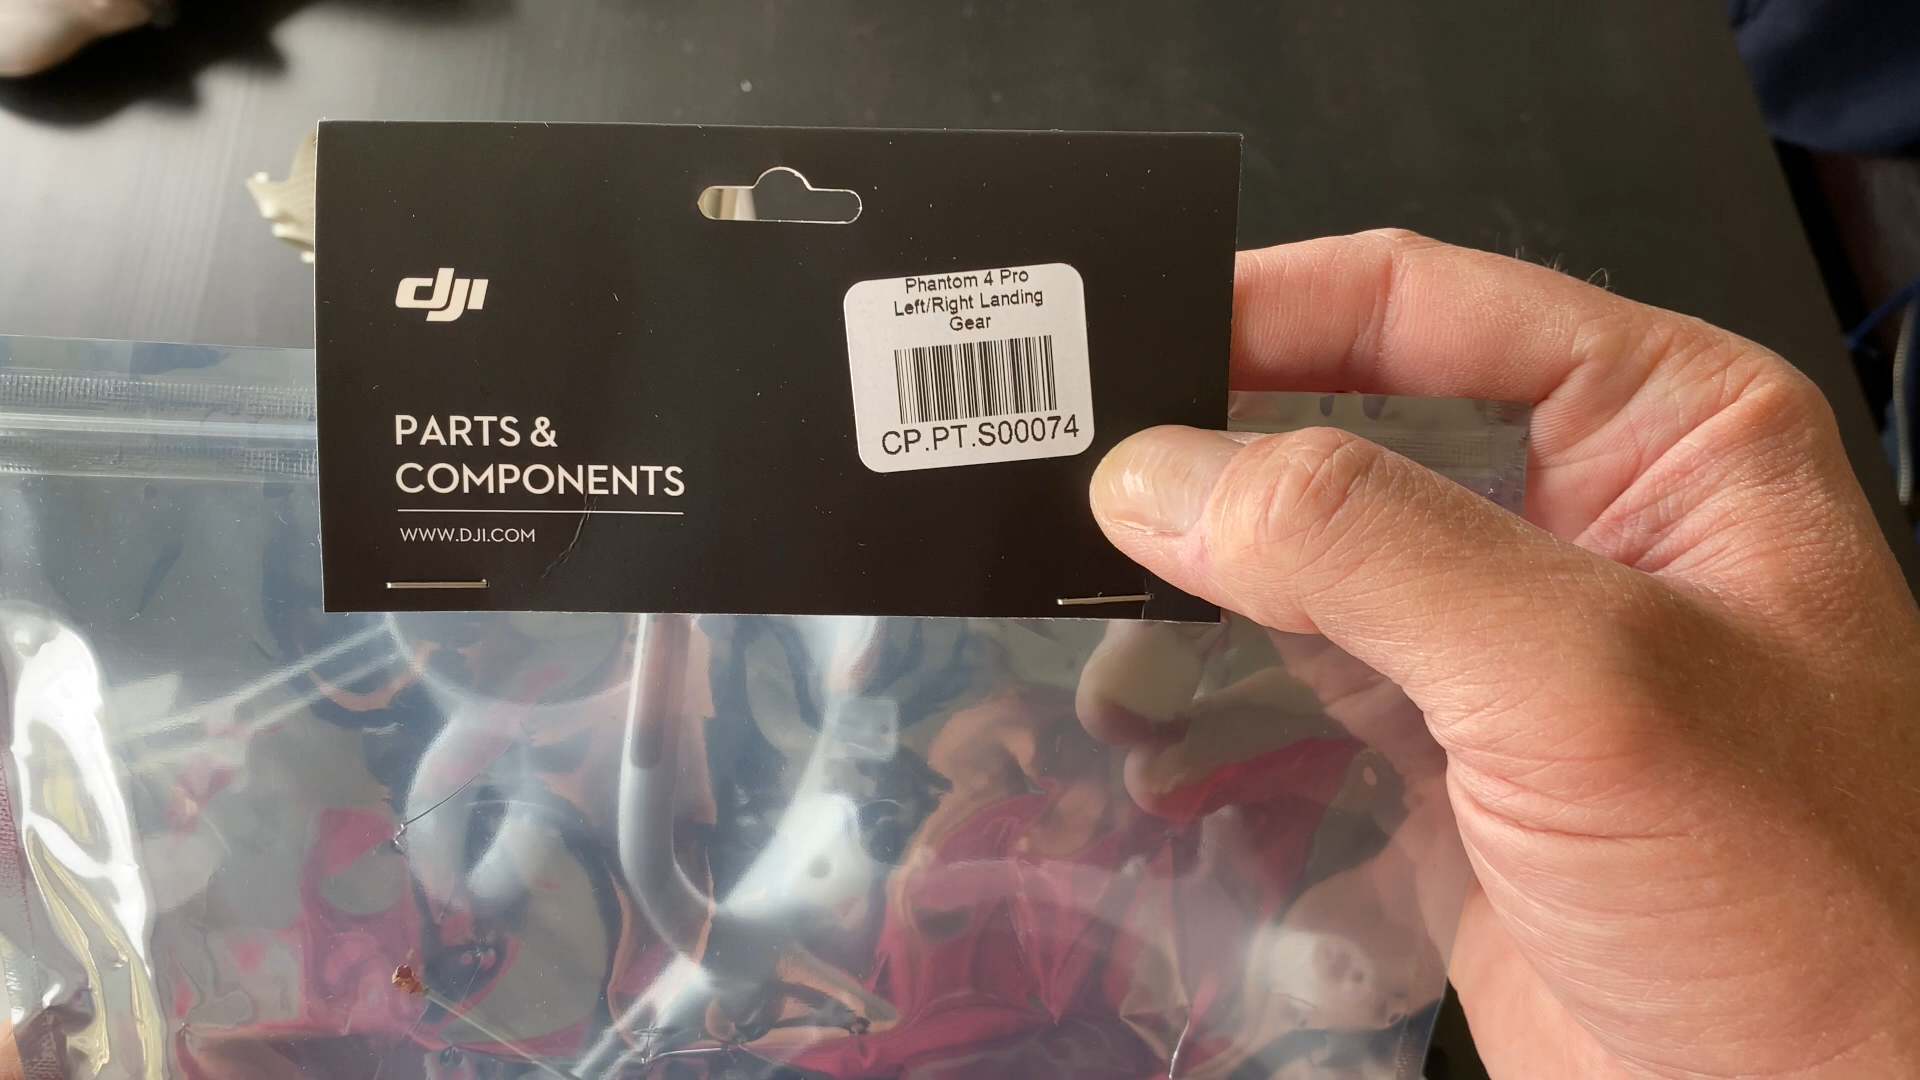 dji
PARTS &
COMPONENTS
WWW.DJI.COM
Phantom 4 Pro
Left/Right Landing
Gear
CP.PT.S00074